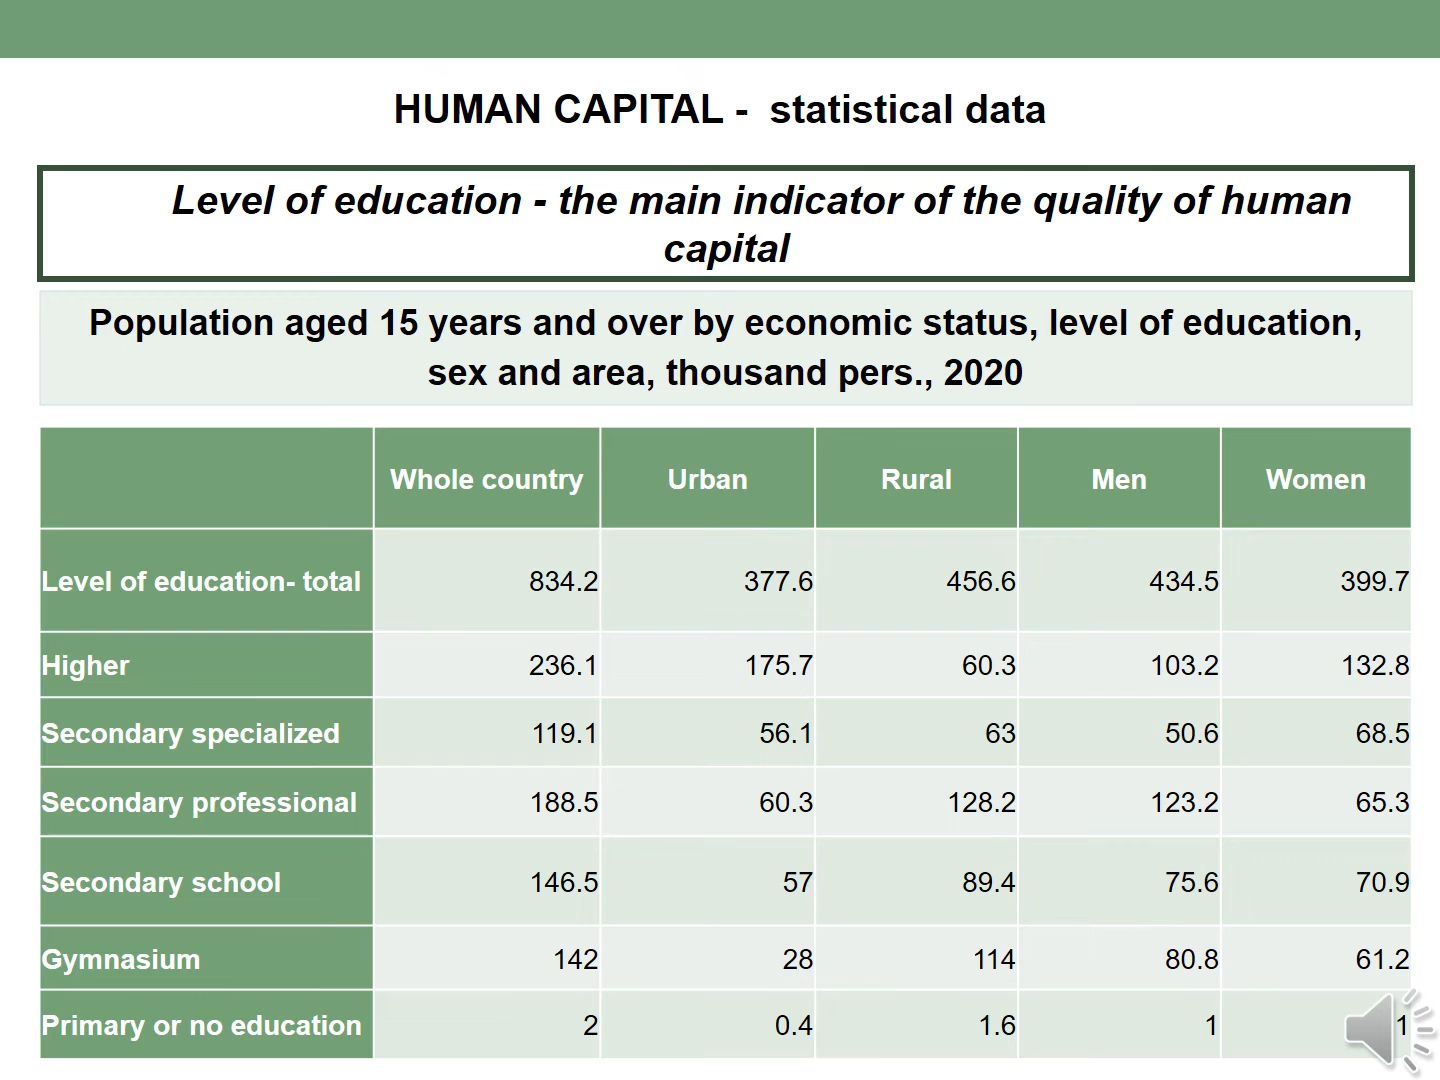 HUMAN CAPITAL - statistical data
Level of education - the main indicator of the quality of human
capital
Population aged 15 years and over by economic status, level of education,
sex and area, thousand pers., 2020
Whole country Urban Rural Men Women
Level of education- total 834.2 377.6 456.6 434.5 399.7
Higher 236.1 175.7 60.3 103.2 132.8
Secondary specialized 119.1 56.1 63 50.6 68.5
Secondary professional 188.5 60.3 128.2 123.2 65.3
Secondary school 146.5 57 89.4 75.6 70.9
Gymnasium 142 28 114 80.8 61.2
Primary or no education 2 0.4 1.6 1 1